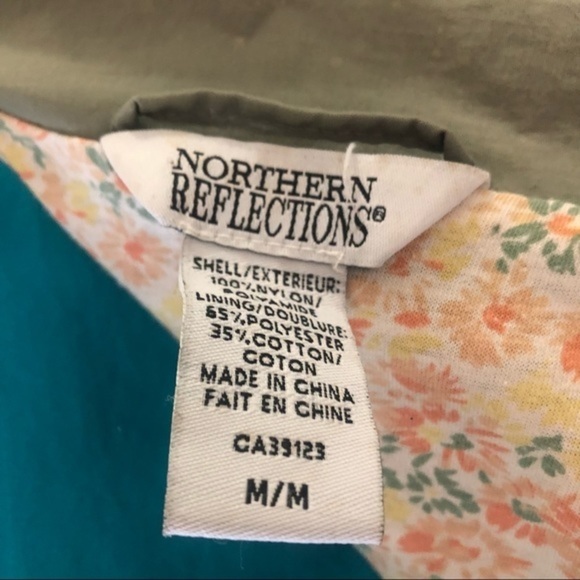 NORTHERN
REFLECTIONS®
SHELL/EXTERIEUR:
100%NYLON/
POLYAMIDE
LINING/DOUBLURE:
65%POLYESTER
35%COTTON/
COTON
MADE IN CHINA
FAIT EN CHINE
CA39123
M/M